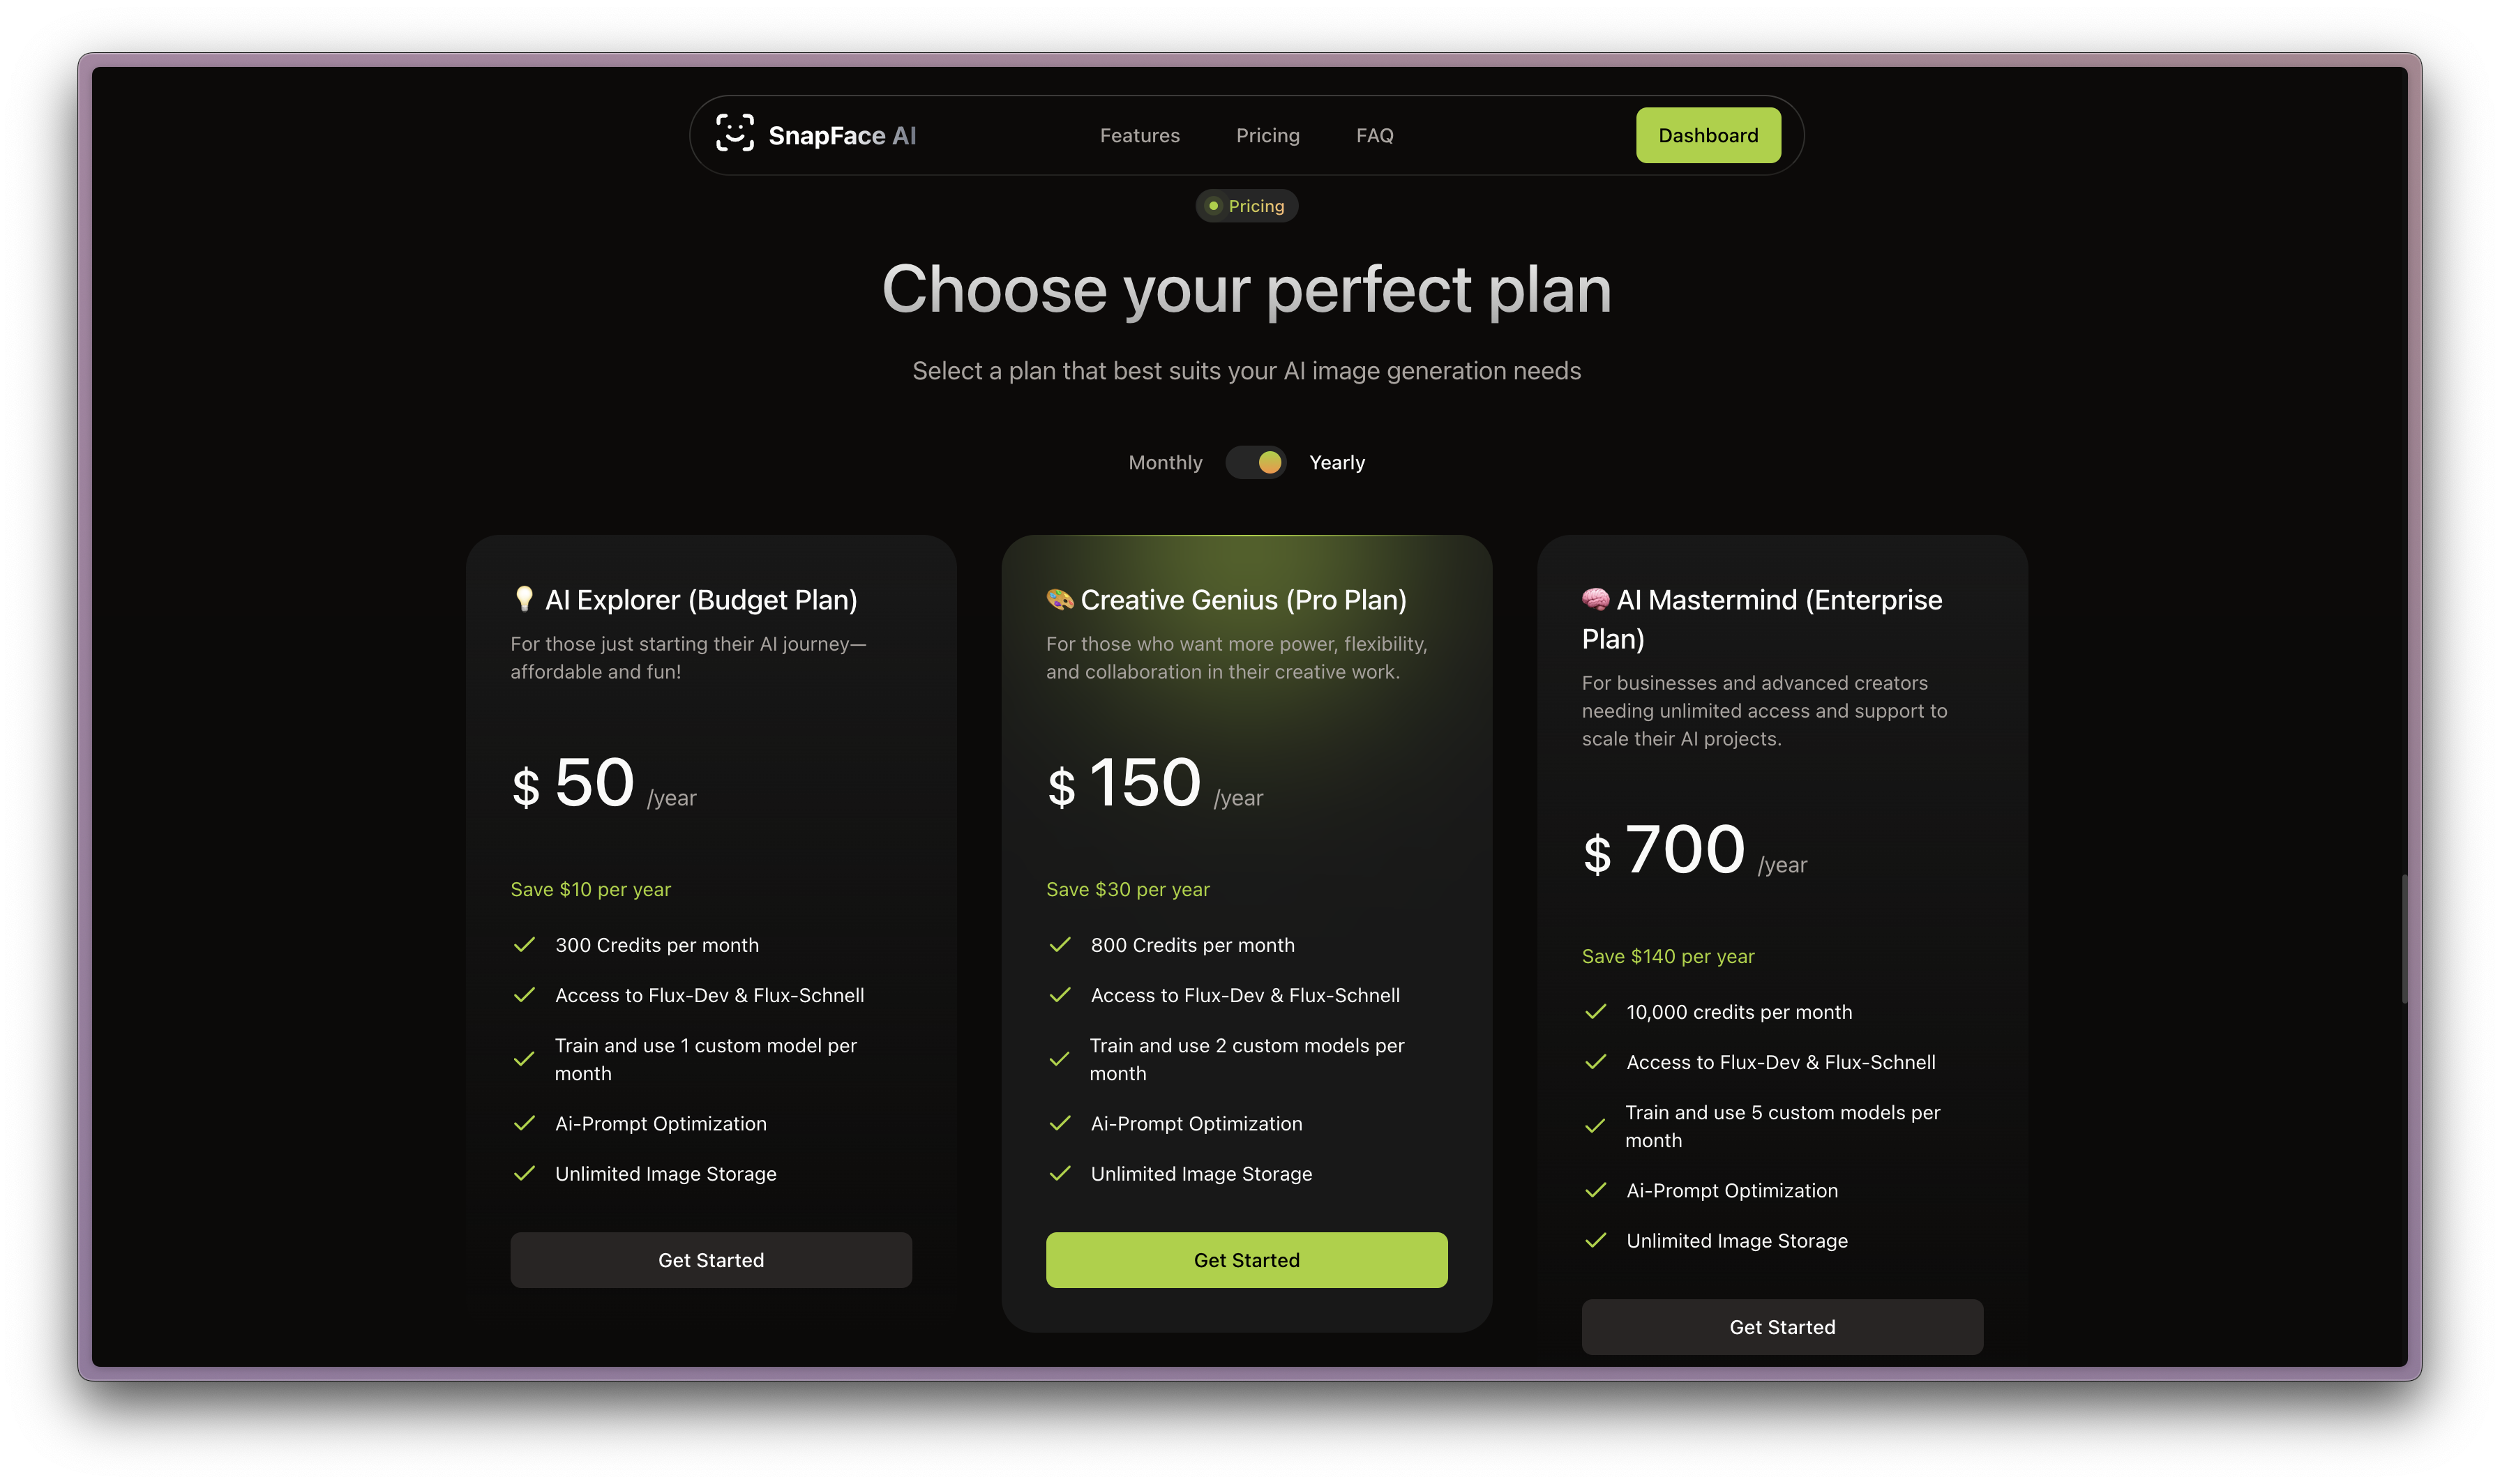 SnapFace AI
Features
Pricing
FAQ
Dashboard
Pricing
Choose your perfect plan
Select a plan that best suits your AI image generation needs
Monthly
Yearly
💡 AI Explorer (Budget Plan)
For those just starting their AI journey—
affordable and fun!
$ 50 /year
Save $10 per year
300 Credits per month
Access to Flux-Dev & Flux-Schnell
Train and use 1 custom model per
month
Ai-Prompt Optimization
Unlimited Image Storage
Get Started
🎨 Creative Genius (Pro Plan)
For those who want more power, flexibility,
and collaboration in their creative work.
$ 150 /year
Save $30 per year
800 Credits per month
Access to Flux-Dev & Flux-Schnell
Train and use 2 custom models per
month
Ai-Prompt Optimization
Unlimited Image Storage
Get Started
🧠 AI Mastermind (Enterprise
Plan)
For businesses and advanced creators
needing unlimited access and support to
scale their AI projects.
$ 700 /year
Save $140 per year
10,000 credits per month
Access to Flux-Dev & Flux-Schnell
Train and use 5 custom models per
month
Ai-Prompt Optimization
Unlimited Image Storage
Get Started